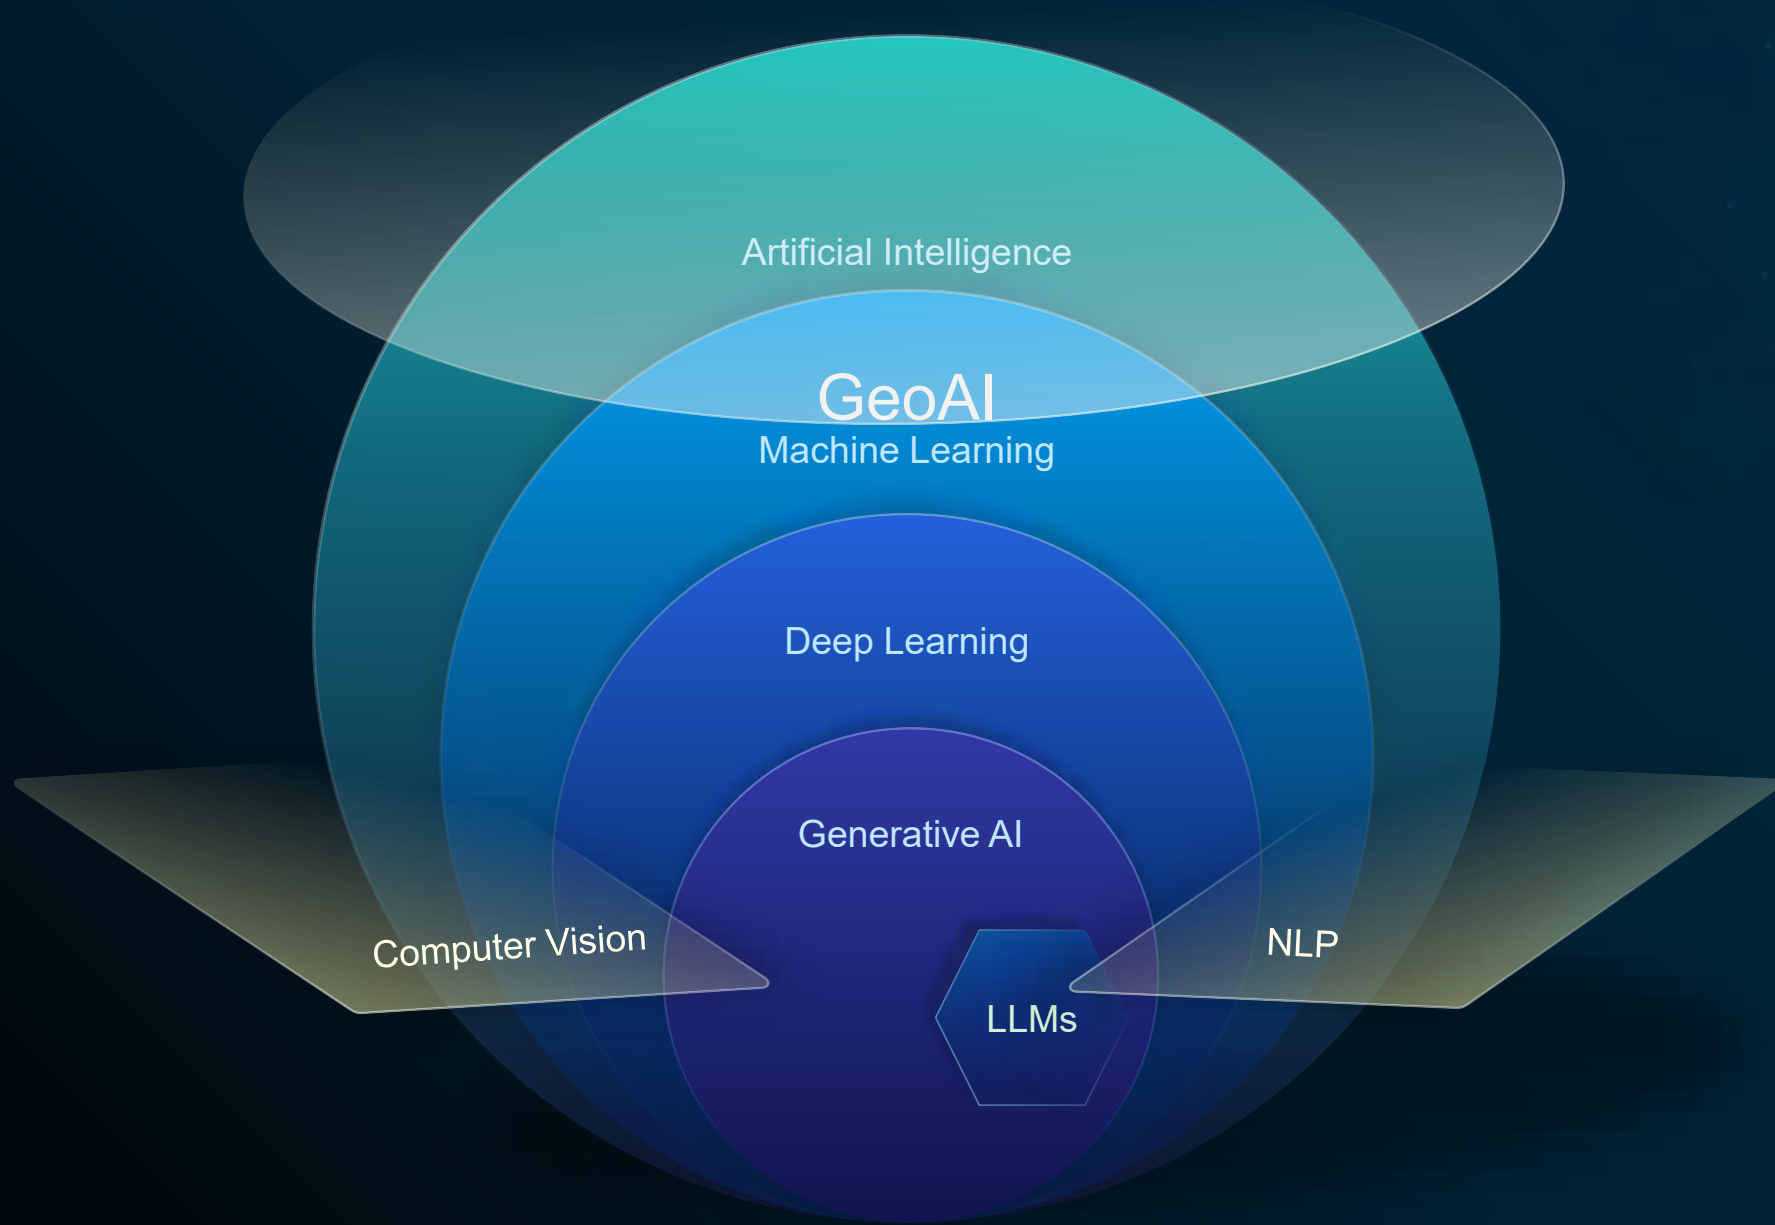 Artificial Intelligence
GeoAI
Machine Learning
Deep Learning
Generative AI
Computer Vision
NLP
LLMs